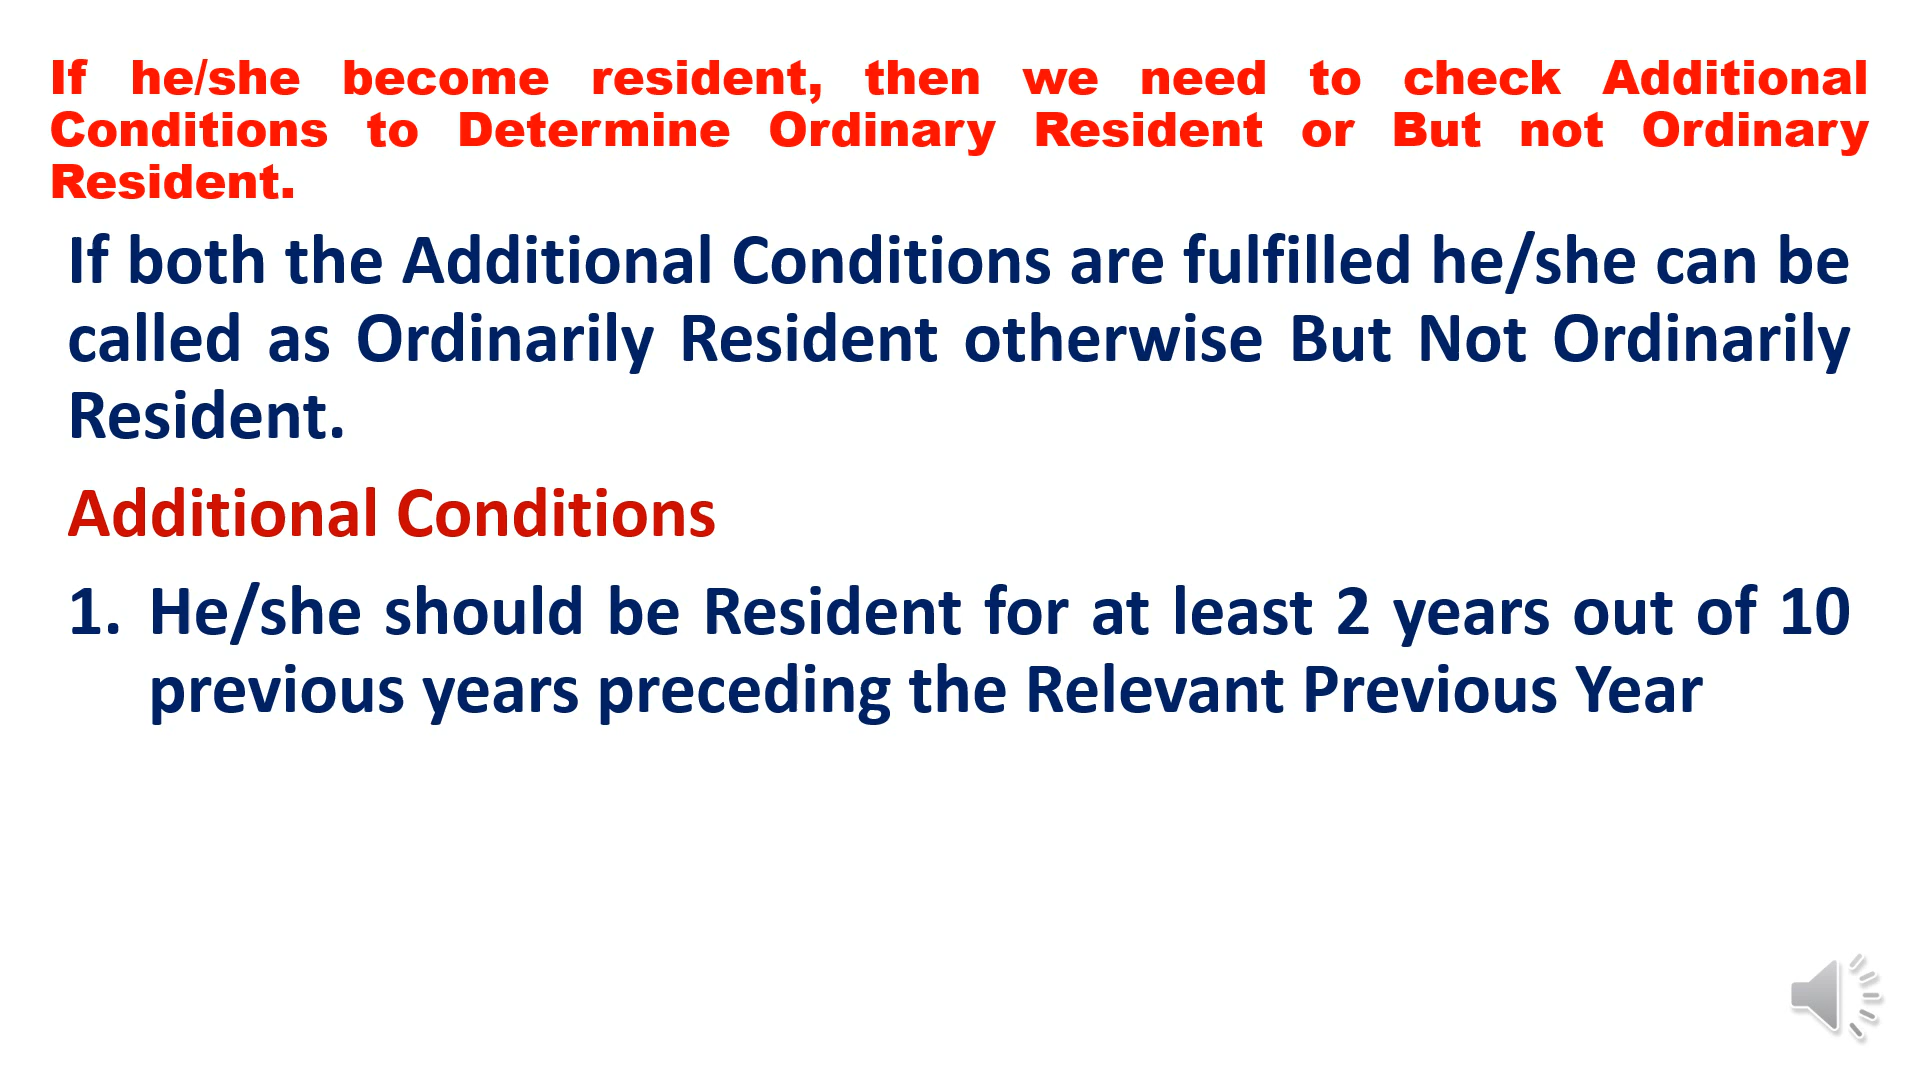 If he/she become resident, then we need to check Additional
Conditions to Determine Ordinary Resident or But not Ordinary
Resident.
If both the Additional Conditions are fulfilled he/she can be
called as Ordinarily Resident otherwise But Not Ordinarily
Resident.
Additional Conditions
1. He/she should be Resident for at least 2 years out of 10
previous years preceding the Relevant Previous Year